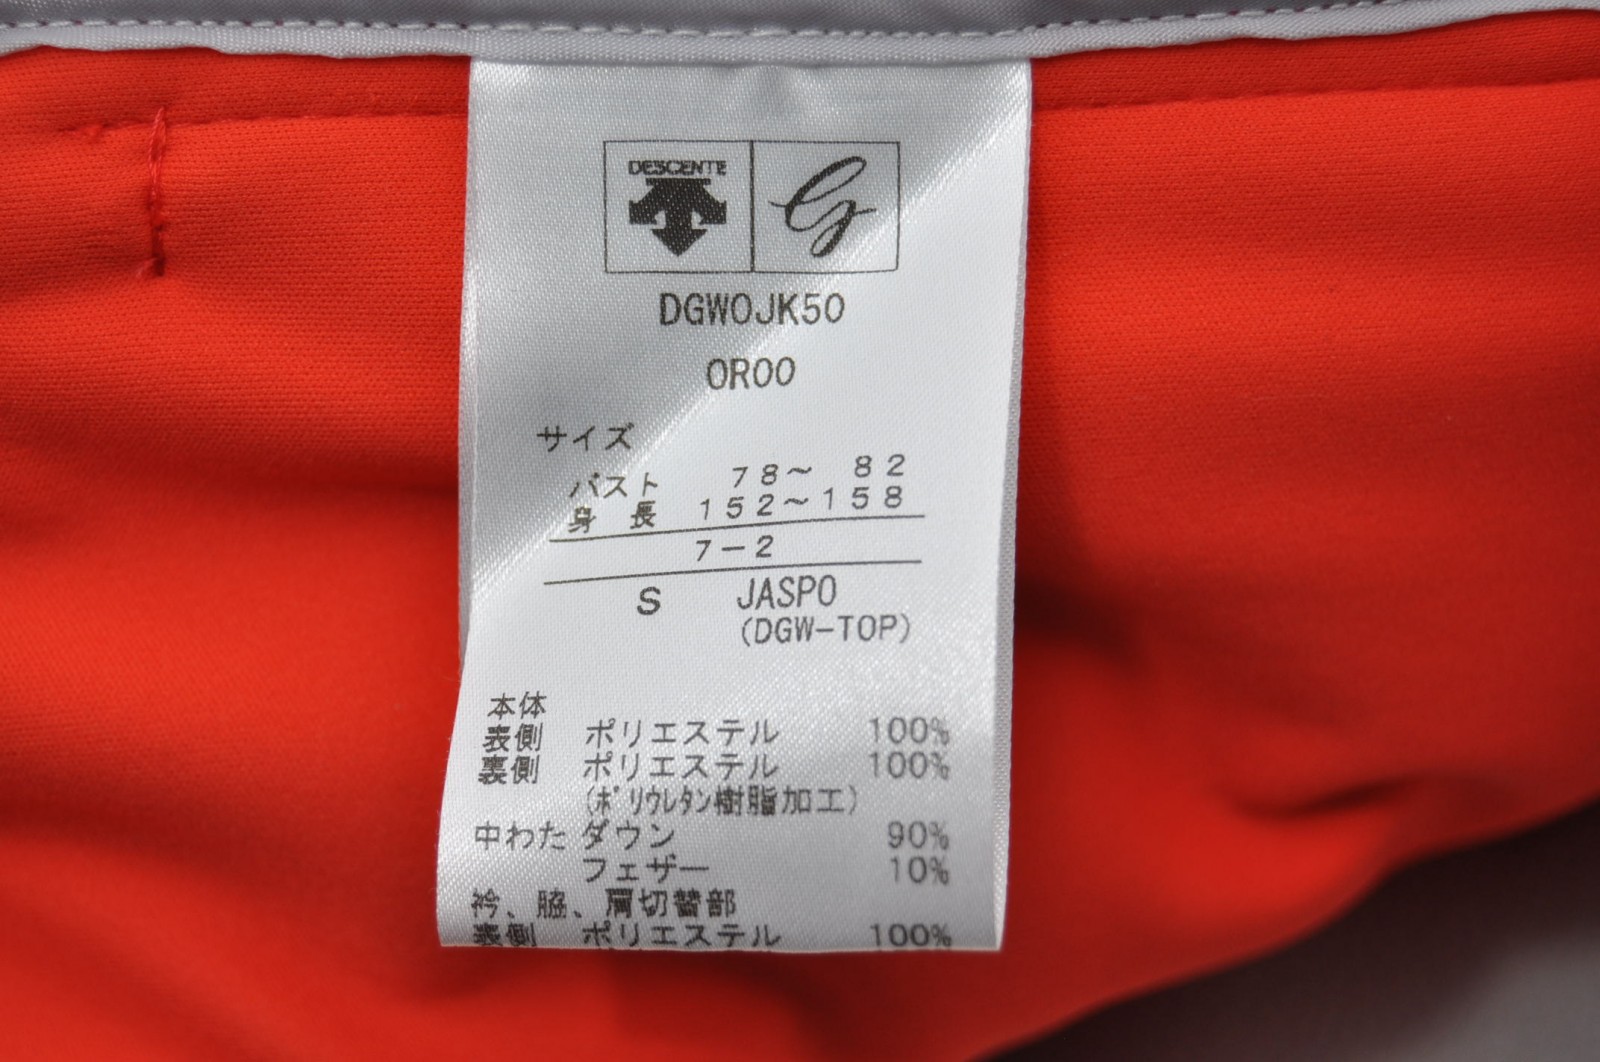 DESCENTE
G
DGW0JK50
OR00
サイズ
バスト 78～ 82
身 長 152～158
7-2
S JASPO
(DGW-TOP)
本体
表側 ポリエステル 100%
裏側 ポリエステル 100%
(ポリウレタン樹脂加工)
中わた ダウン 90%
フェザー 10%
衿、脇、肩切替部
表側 ポリエステル 100%